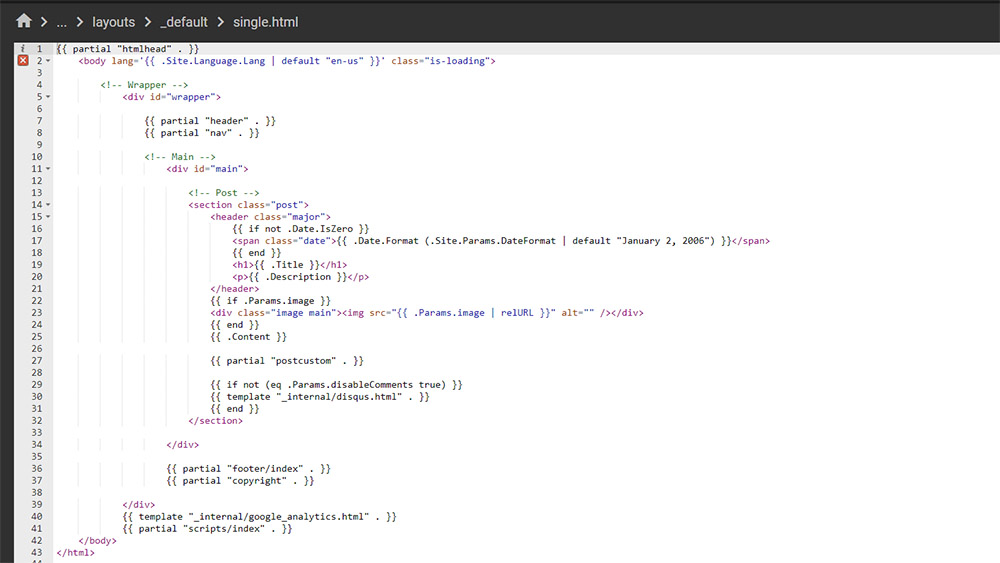 ... layouts _default single.html
i 1 {{ partial "htmlhead" . }}
2 <body lang='{{ .Site.Language.Lang | default "en-us" }}' class="is-loading">
3
4 <!-- Wrapper -->
5 <div id="wrapper">
6
7 {{ partial "header" . }}
8 {{ partial "nav" . }}
9
10 <!-- Main -->
11 <div id="main">
12
13 <!-- Post -->
14 <section class="post">
15 <header class="major">
16 {{ if not .Date.IsZero }}
17 <span class="date">{{ .Date.Format (.Site.Params.DateFormat | default "January 2, 2006") }}</span>
18 {{ end }}
19 <h1>{{ .Title }}</h1>
20 <p>{{ .Description }}</p>
21 </header>
22 {{ if .Params.image }}
23 <div class="image main"><img src="{{ .Params.image | relURL }}" alt="" /></div>
24 {{ end }}
25 {{ .Content }}
26
27 {{ partial "postcustom" . }}
28
29 {{ if not (eq .Params.disableComments true) }}
30 {{ template "_internal/disqus.html" . }}
31 {{ end }}
32 </section>
33
34 </div>
35
36 {{ partial "footer/index" . }}
37 {{ partial "copyright" . }}
38
39 </div>
40 {{ template "_internal/google_analytics.html" . }}
41 {{ partial "scripts/index" . }}
42 </body>
43 </html>